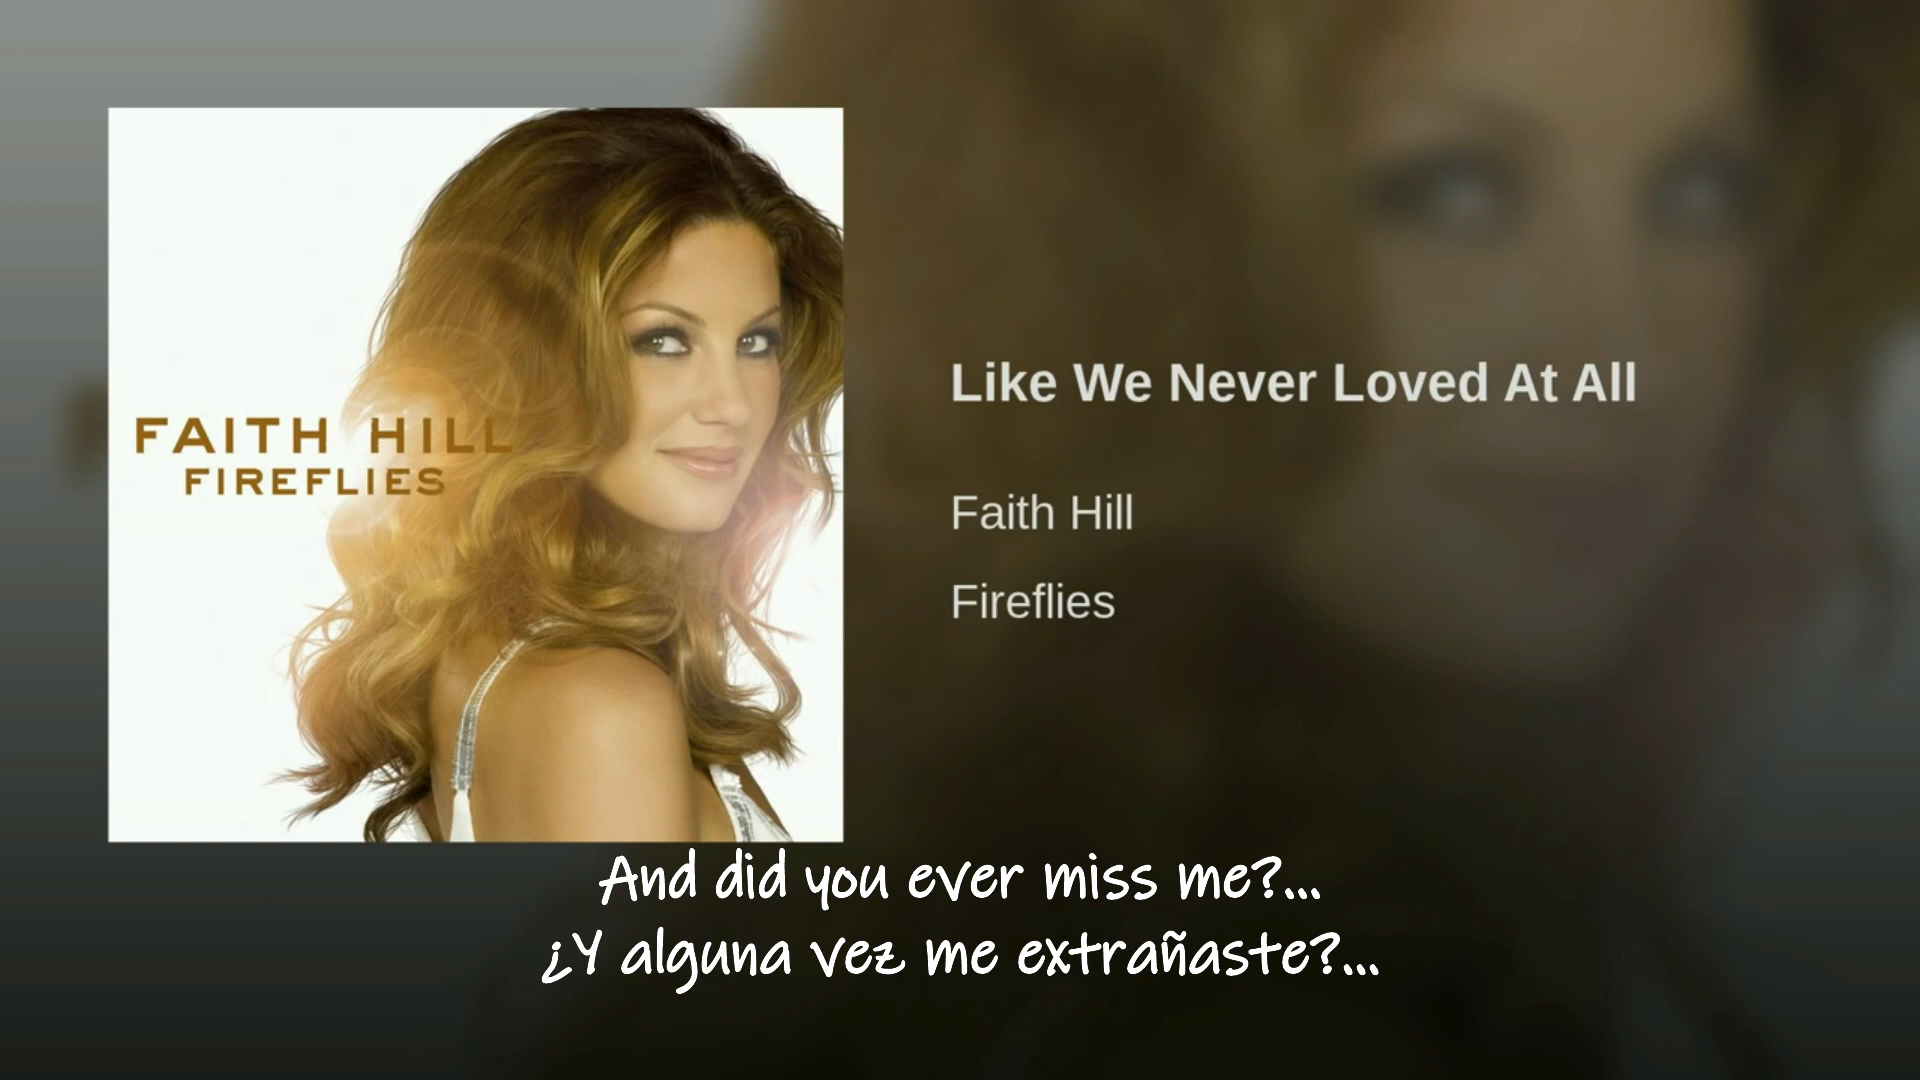 FAITH HILL
FIREFLIES
Like We Never Loved At All
Faith Hill
Fireflies
And did you ever miss me?...
¿Y alguna vez me extrañaste?...